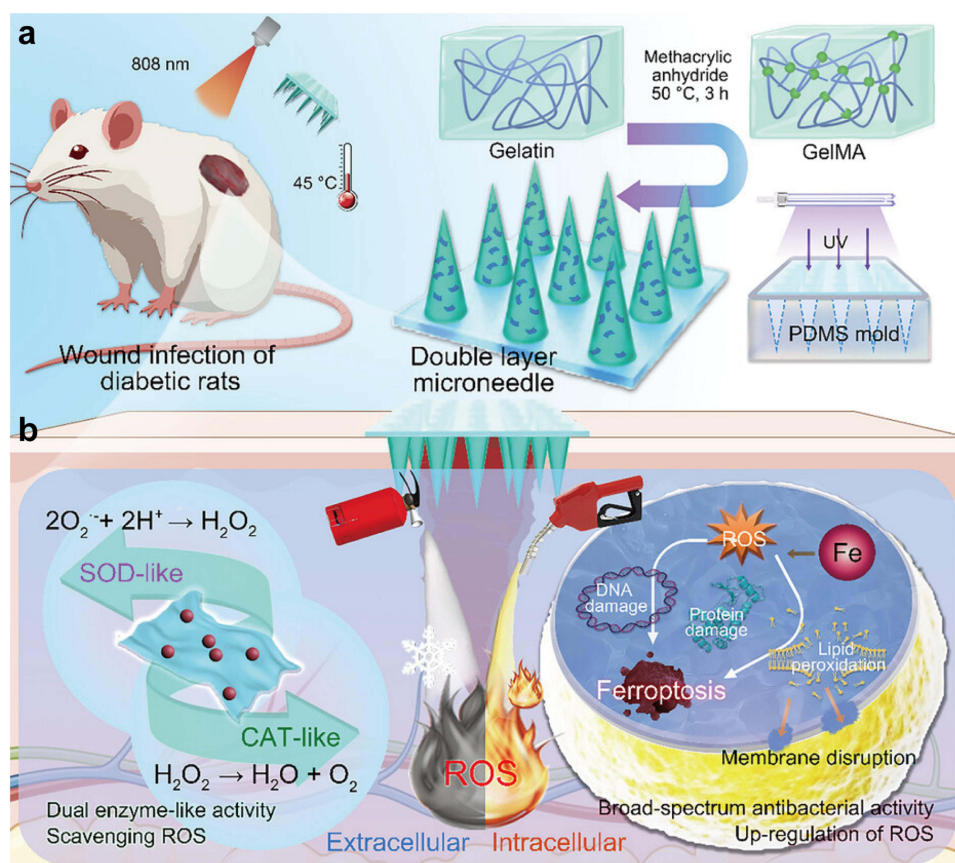 a
808 nm
45 °C
Wound infection of
diabetic rats
Gelatin
Methacrylic
anhydride
50 °C, 3 h
GelMA
Double layer
microneedle
UV
PDMS mold
b
2O₂·⁻ + 2H⁺ → H₂O₂
SOD-like
CAT-like
H₂O₂ → H₂O + O₂
Dual enzyme-like activity
Scavenging ROS
ROS
Extracellular
Intracellular
ROS
Fe
DNA
damage
Protein
damage
Lipid
peroxidation
Ferroptosis
Membrane disruption
Broad-spectrum antibacterial activity
Up-regulation of ROS